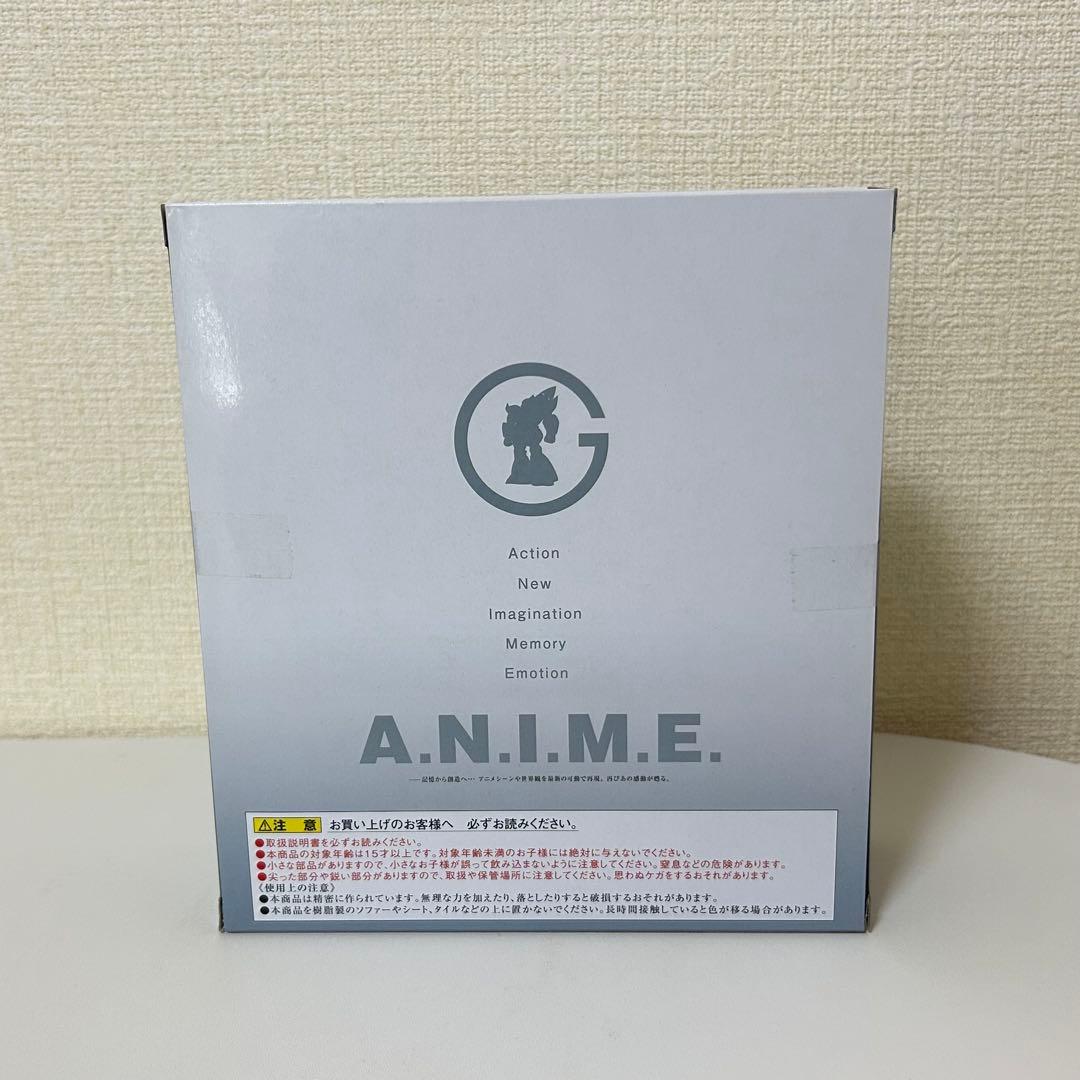 G
Action
New
Imagination
Memory
Emotion
A.N.I.M.E.
——記憶から創造へ… アニメシーンや世界観を最新の可動で再現。再びあの感動が甦る。
⚠注 意 お買い上げのお客様へ 必ずお読みください。
●取扱説明書を必ずお読みください。
●本商品の対象年齢は15才以上です。対象年齢未満のお子様には絶対に与えないでください。
●小さな部品がありますので、小さなお子様が誤って飲み込まないように注意してください。窒息などの危険があります。
●尖った部分や鋭い部分がありますので、取扱や保管場所に注意してください。思わぬケガをするおそれがあります。
《使用上の注意》
●本商品は精密に作られています。無理な力を加えたり、落としたりすると破損するおそれがあります。
●本商品を樹脂製のソファーやシート、タイルなどの上に置かないでください。長時間接触していると色が移る場合があります。